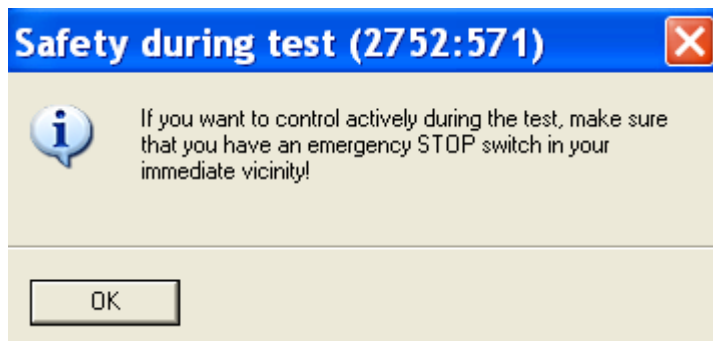 Safety during test (2752:571)
If you want to control actively during the test, make sure
that you have an emergency STOP switch in your
immediate vicinity!
OK